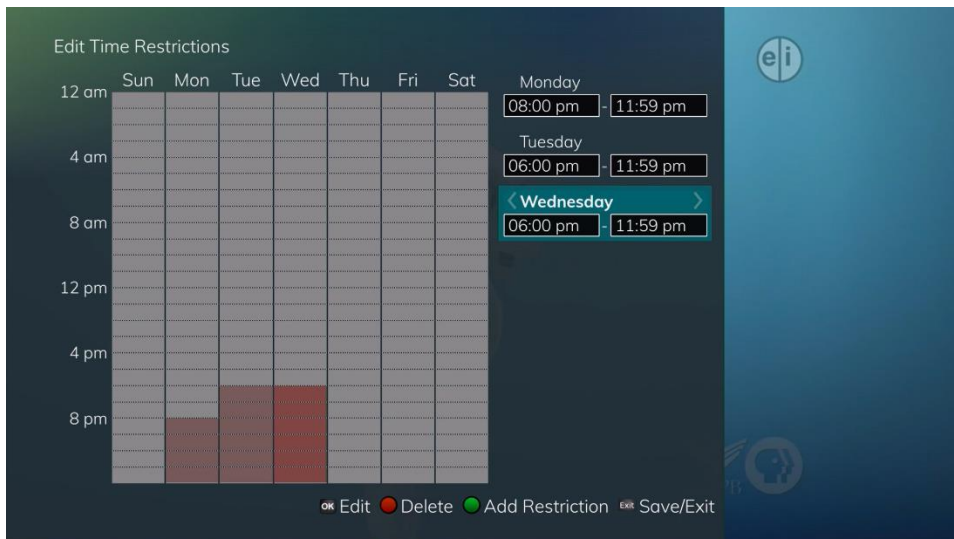 Edit Time Restrictions
ei
Sun Mon Tue Wed Thu Fri Sat
12 am
4 am
8 am
12 pm
4 pm
8 pm
Monday
08:00 pm - 11:59 pm
Tuesday
06:00 pm - 11:59 pm
Wednesday
06:00 pm - 11:59 pm
OK Edit Delete Add Restriction Exit Save/Exit